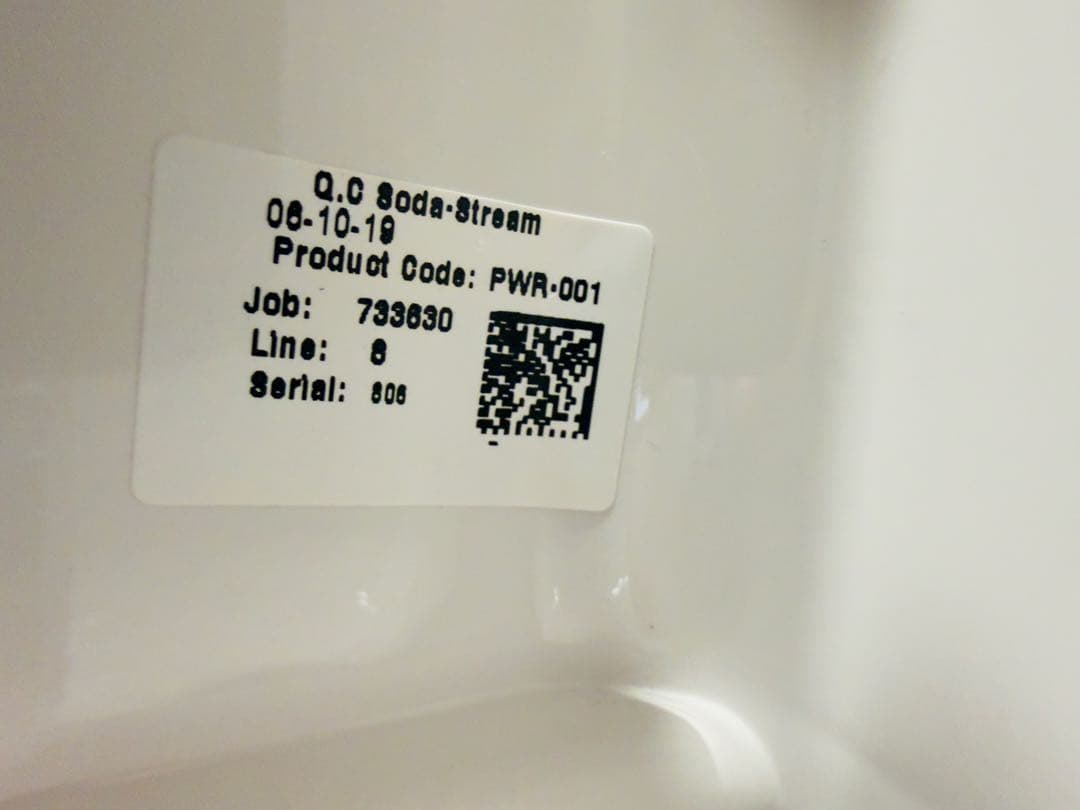 Q.C Soda-Stream
06-10-19
Product Code: PWR-001
Job: 733630
Line: 8
Serial: 806